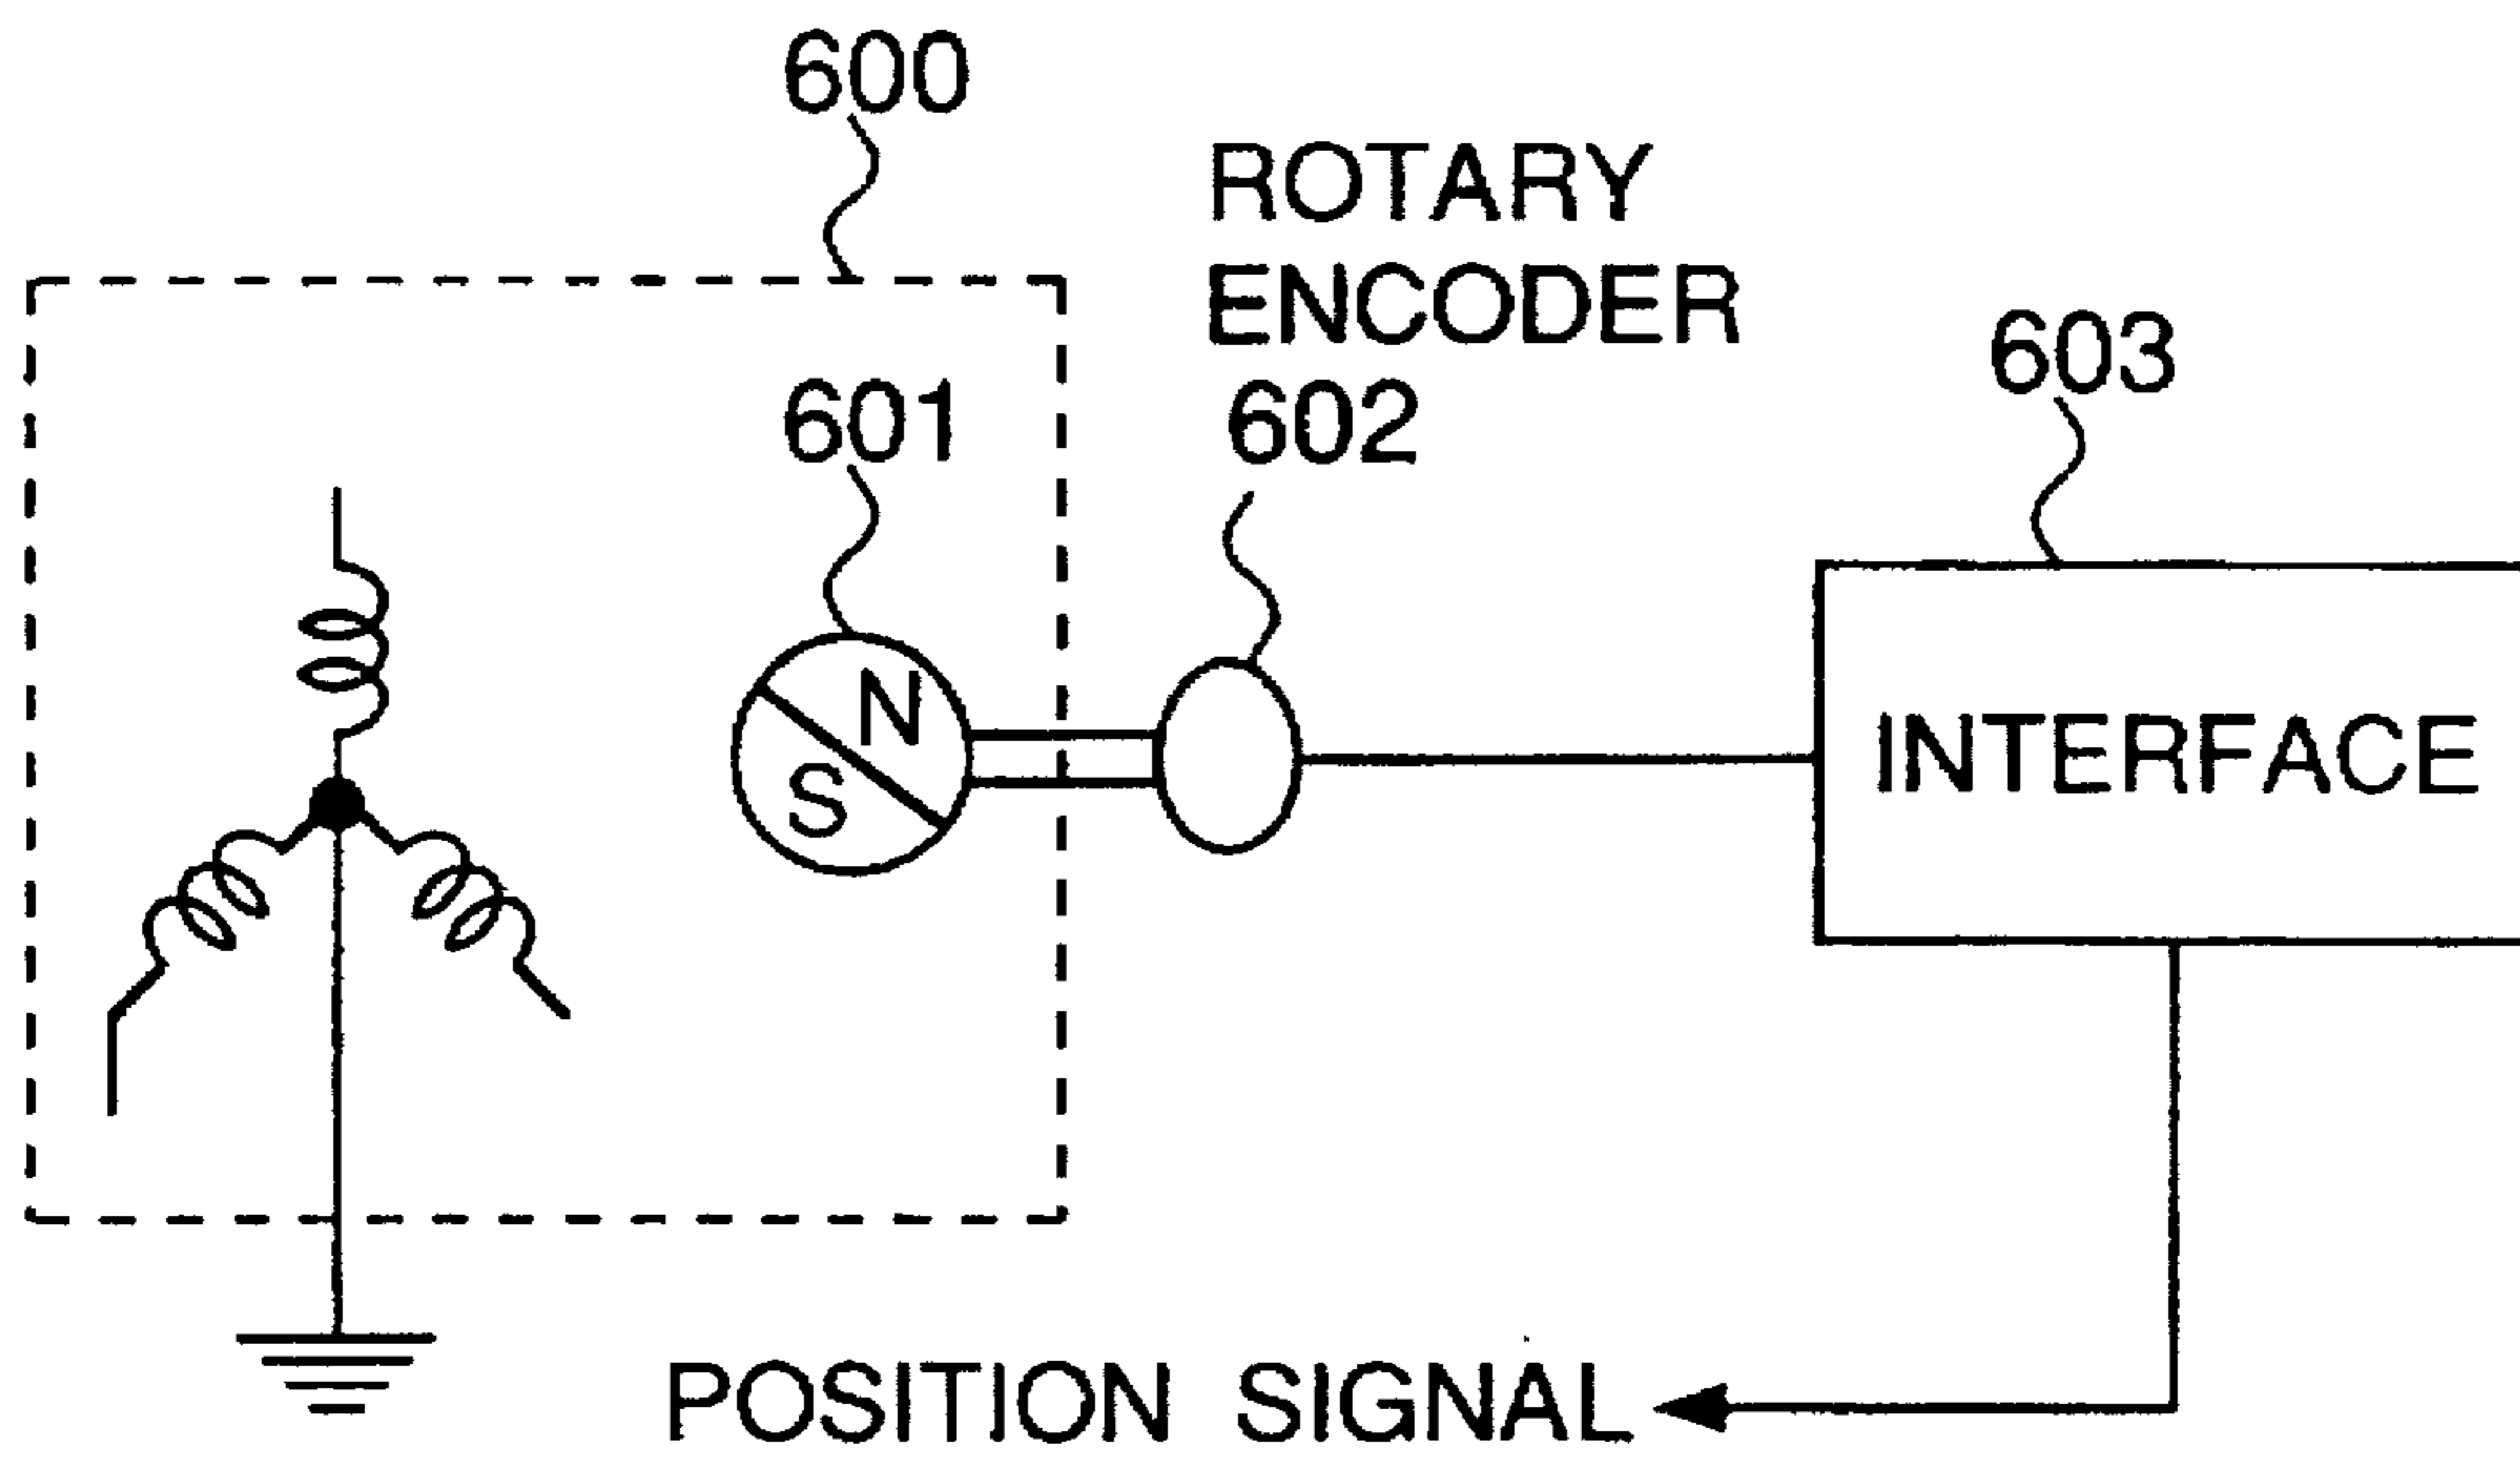 600
ROTARY
ENCODER
603
601
602
N
S
INTERFACE
POSITION SIGNAL